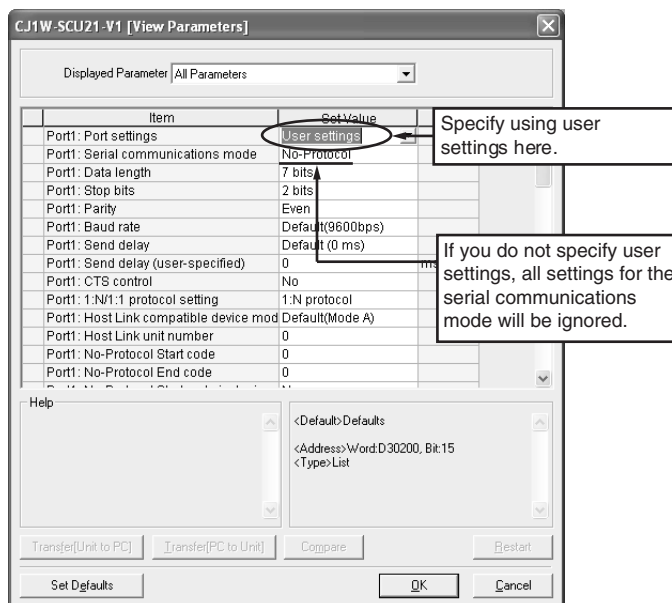 CJ1W-SCU21-V1 [View Parameters]
Displayed Parameter All Parameters
Item Set Value
Port1: Port settings User settings
Port1: Serial communications mode No-Protocol
Port1: Data length 7 bits
Port1: Stop bits 2 bits
Port1: Parity Even
Port1: Baud rate Default(9600bps)
Port1: Send delay Default (0 ms)
Port1: Send delay (user-specified) 0
Port1: CTS control No
Port1: 1:N/1:1 protocol setting 1:N protocol
Port1: Host Link compatible device mod Default(Mode A)
Port1: Host Link unit number 0
Port1: No-Protocol Start code 0
Port1: No-Protocol End code 0
Specify using user
settings here.
If you do not specify user
settings, all settings for the
serial communications
mode will be ignored.
Help
<Default>Defaults
<Address>Word:D30200, Bit:15
<Type>List
Transfer[Unit to PC] Transfer[PC to Unit] Compare Restart
Set Defaults OK Cancel